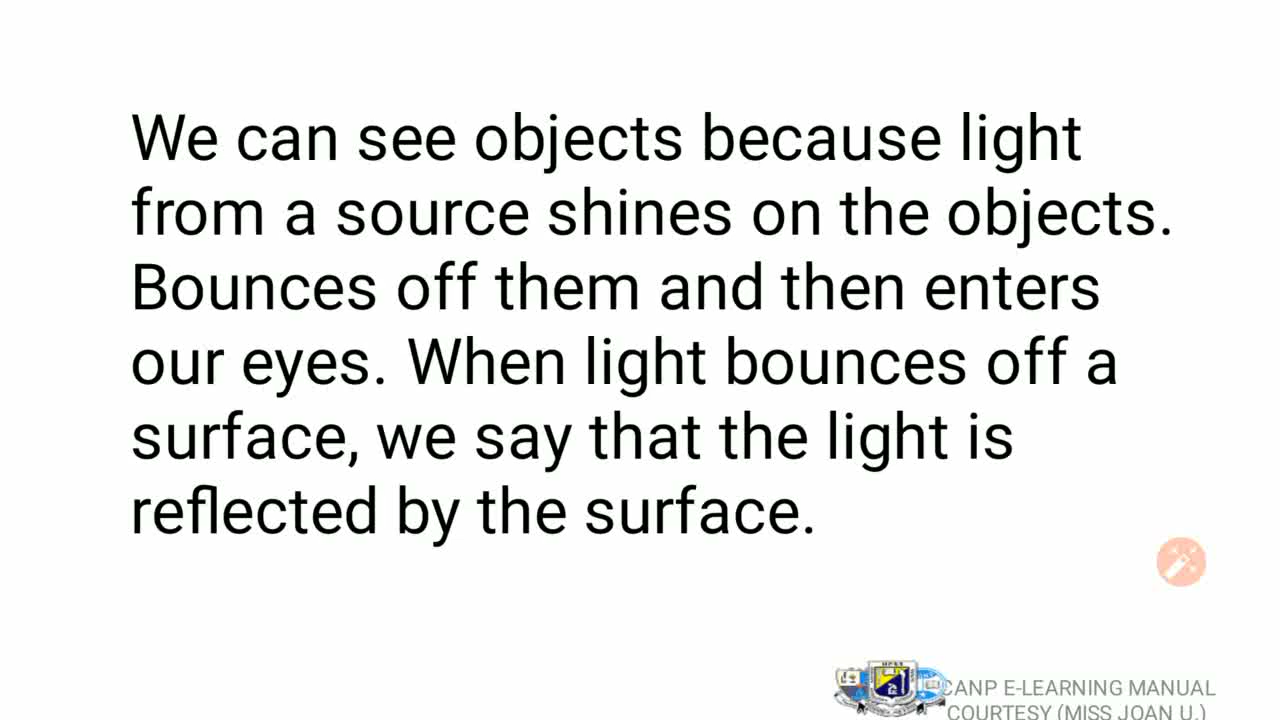 We can see objects because light
from a source shines on the objects.
Bounces off them and then enters
our eyes. When light bounces off a
surface, we say that the light is
reflected by the surface.
CANP E-LEARNING MANUAL
COURTESY (MISS JOAN U.)